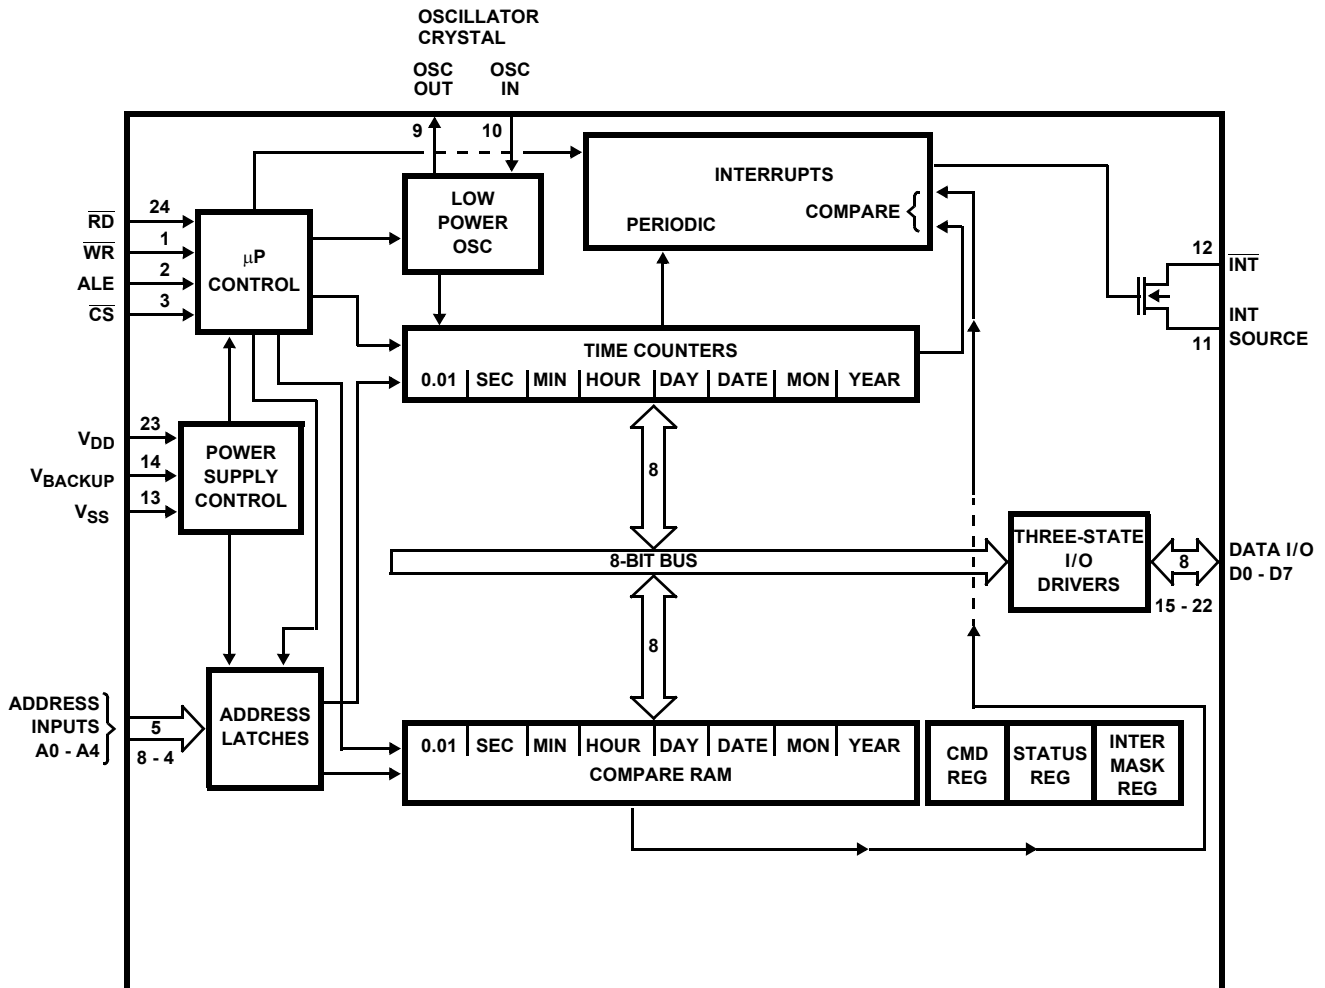 OSCILLATOR
CRYSTAL
OSC
OUT
OSC
IN
9
10
24
RD
1
WR
2
ALE
3
CS
µP
CONTROL
LOW
POWER
OSC
INTERRUPTS
COMPARE
PERIODIC
12
INT
INT
SOURCE
11
TIME COUNTERS
0.01 SEC MIN HOUR DAY DATE MON YEAR
23
VDD
14
VBACKUP
13
VSS
POWER
SUPPLY
CONTROL
8
8-BIT BUS
THREE-STATE
I/O
DRIVERS
8
DATA I/O
D0 - D7
15 - 22
8
ADDRESS
INPUTS
A0 - A4
5
8 - 4
ADDRESS
LATCHES
0.01 SEC MIN HOUR DAY DATE MON YEAR
COMPARE RAM
CMD
REG
STATUS
REG
INTER
MASK
REG